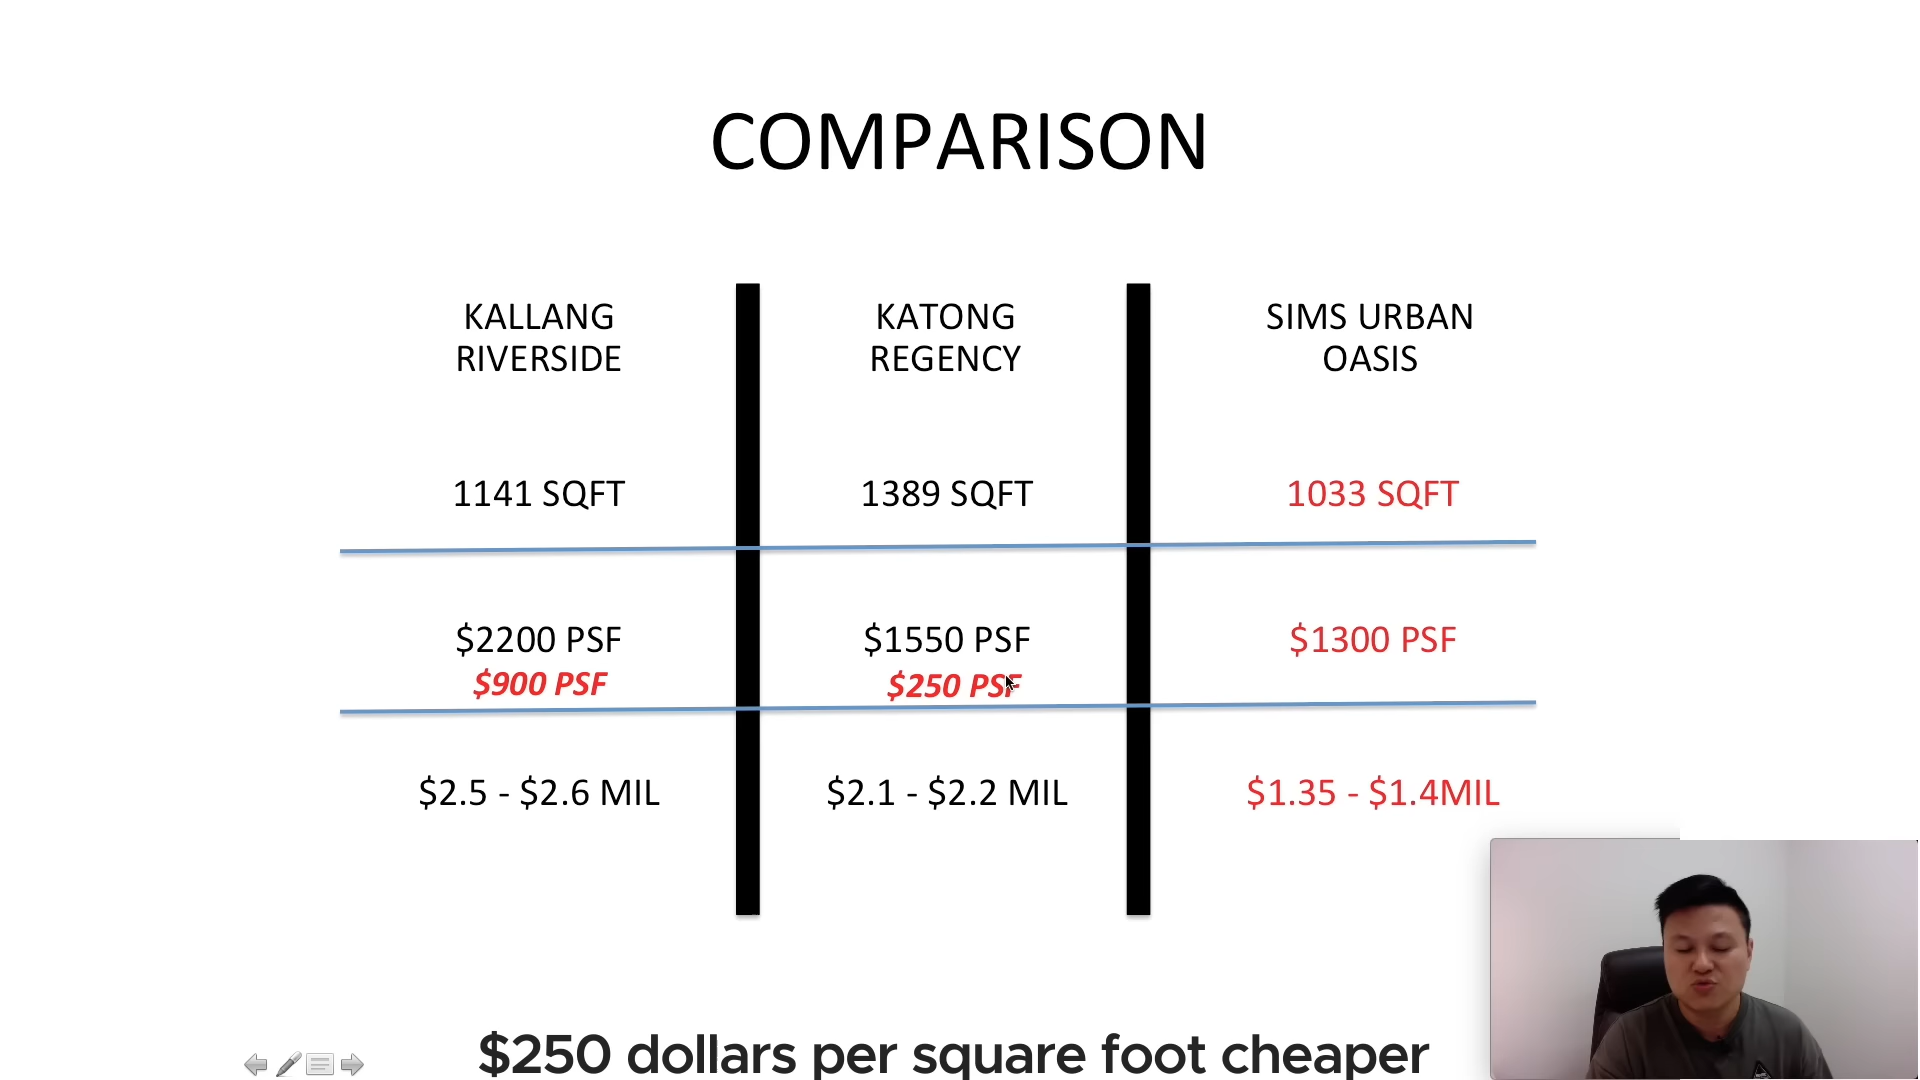 COMPARISON
KALLANG
RIVERSIDE
KATONG
REGENCY
SIMS URBAN
OASIS
1141 SQFT
1389 SQFT
1033 SQFT
$2200 PSF
$1550 PSF
$1300 PSF
$900 PSF
$250 PSF
$2.5 - $2.6 MIL
$2.1 - $2.2 MIL
$1.35 - $1.4MIL
$250 dollars per square foot cheaper